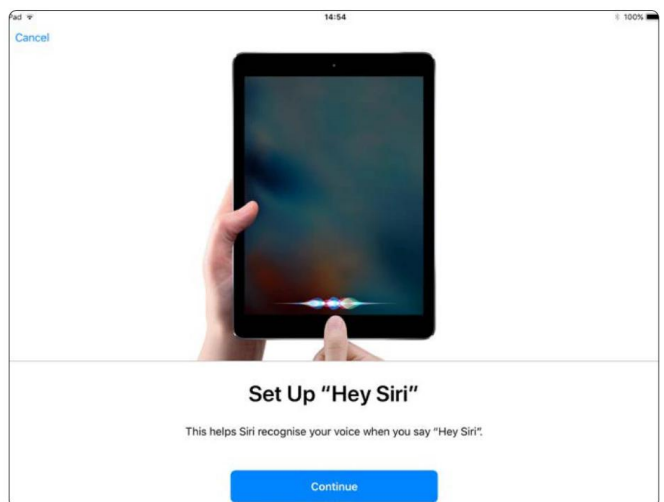 Pad 14:54 100%
Cancel
Set Up "Hey Siri"
This helps Siri recognise your voice when you say "Hey Siri".
Continue